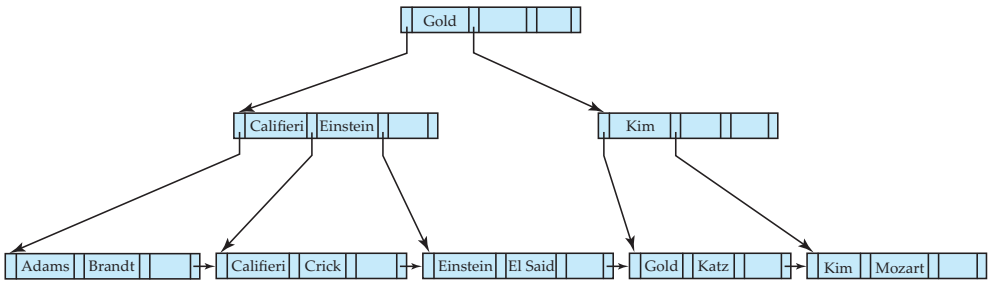 Gold
Califieri Einstein
Kim
Adams Brandt
Califieri Crick
Einstein El Said
Gold Katz
Kim Mozart